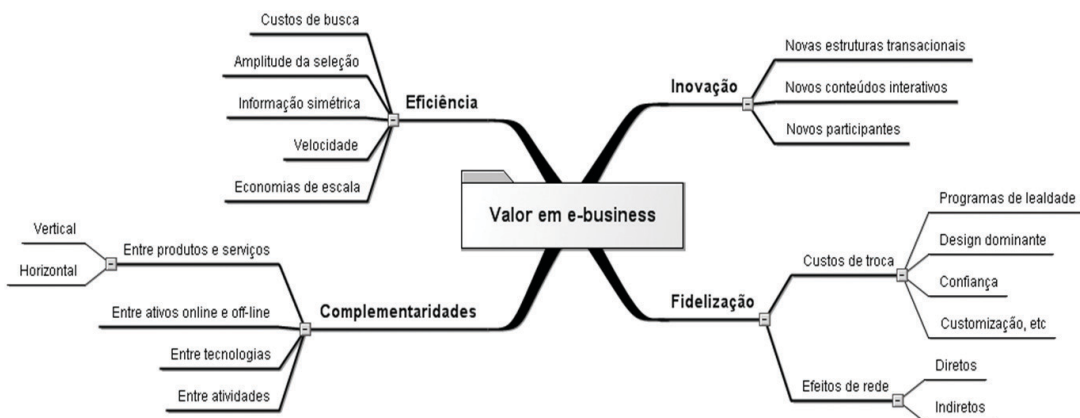 Valor em e-business
Eficiência
Custos de busca
Amplitude da seleção
Informação simétrica
Velocidade
Economias de escala
Inovação
Novas estruturas transacionais
Novos conteúdos interativos
Novos participantes
Complementaridades
Entre produtos e serviços
Vertical
Horizontal
Entre ativos online e off-line
Entre tecnologias
Entre atividades
Fidelização
Custos de troca
Programas de lealdade
Design dominante
Confiança
Customização, etc
Efeitos de rede
Diretos
Indiretos